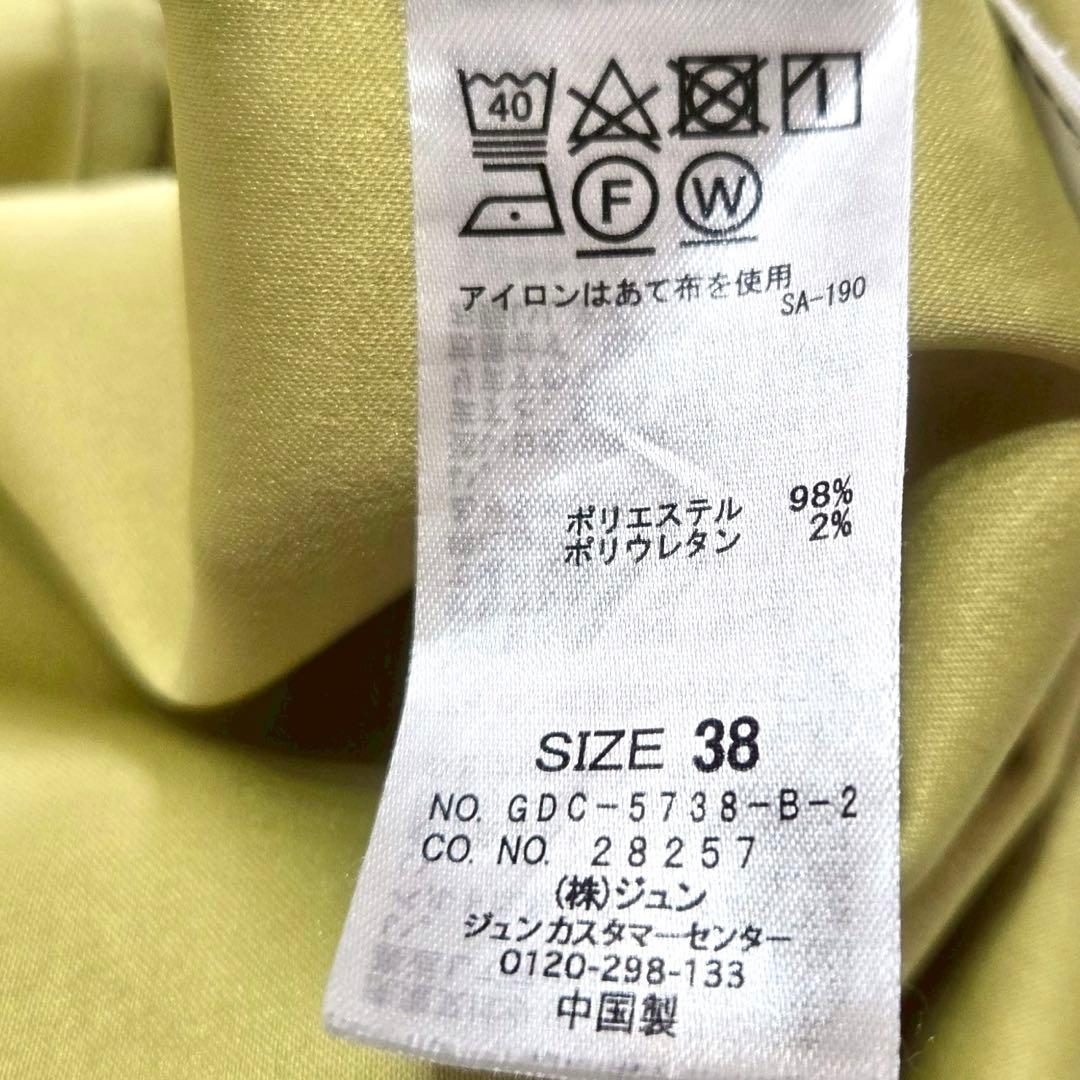 40
F W
アイロンはあて布を使用
SA-190
ポリエステル 98%
ポリウレタン 2%
SIZE 38
NO. GDC-5738-B-2
CO. NO. 28257
(株)ジュン
ジュンカスタマーセンター
0120-298-133
中国製